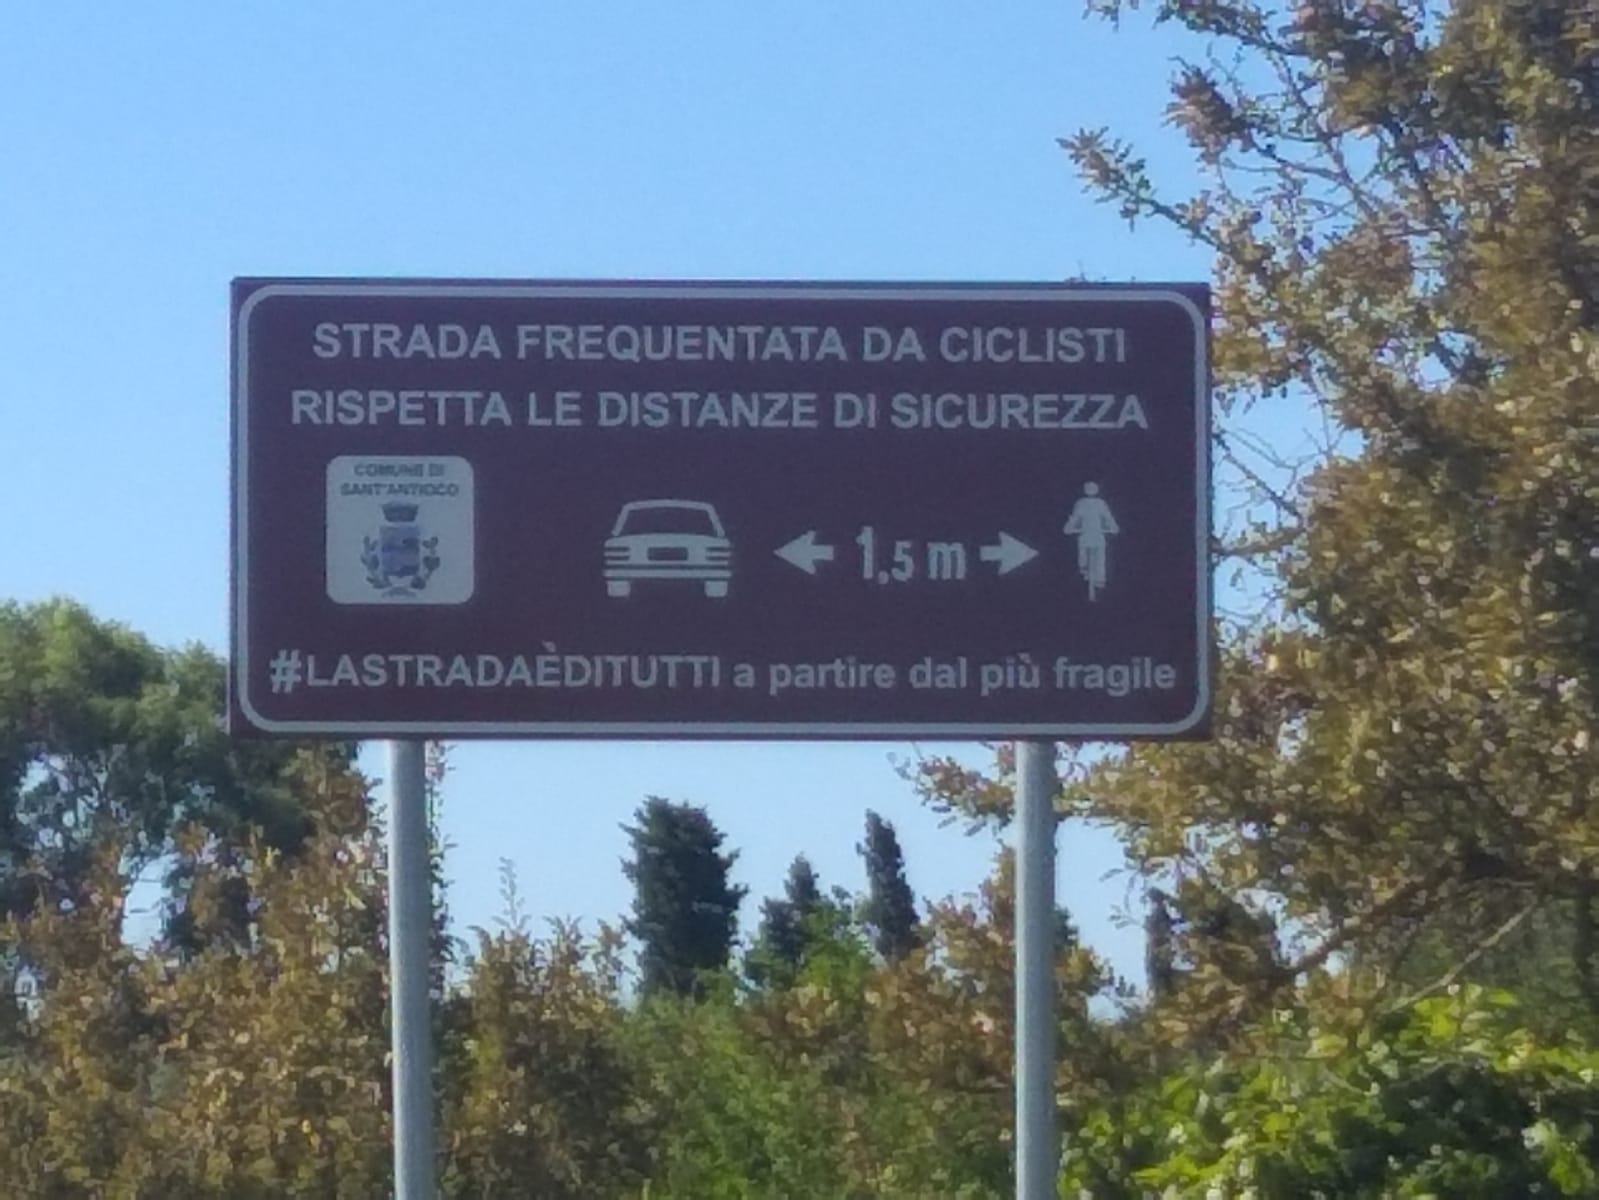 STRADA FREQUENTATA DA CICLISTI
RISPETTA LE DISTANZE DI SICUREZZA
COMUNE DI
SANT'ANTIOCO
1,5 m
#LASTRADAÈDITUTTI a partire dal più fragile